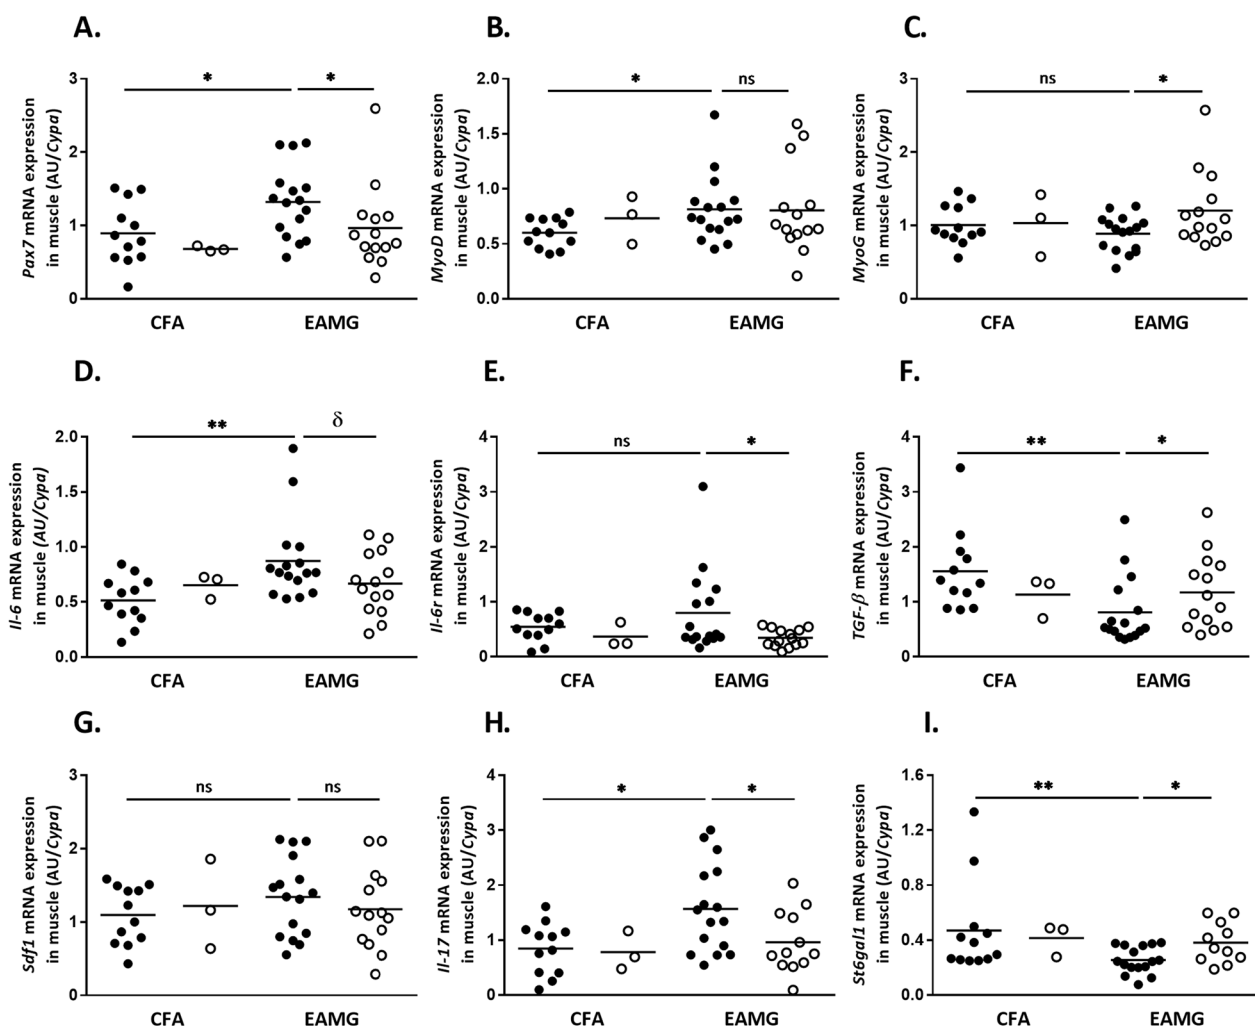 A.
Pax7 mRNA expression
in muscle (AU/Cypa)
3
2
1
0
*
*
CFA
EAMG
B.
MyoD mRNA expression
in muscle (AU/Cypa)
2.0
1.5
1.0
0.5
0.0
*
ns
CFA
EAMG
C.
MyoG mRNA expression
in muscle (AU/Cypa)
3
2
1
0
ns
*
CFA
EAMG
D.
Il-6 mRNA expression
in muscle (AU/Cypa)
2.0
1.5
1.0
0.5
0.0
**
δ
CFA
EAMG
E.
Il-6r mRNA expression
in muscle (AU/Cypa)
4
3
2
1
0
ns
*
CFA
EAMG
F.
TGF-β mRNA expression
in muscle (AU/Cypa)
4
3
2
1
0
**
*
CFA
EAMG
G.
Sdf1 mRNA expression
in muscle (AU/Cypa)
3
2
1
0
ns
ns
CFA
EAMG
H.
Il-17 mRNA expression
in muscle (AU/Cypa)
4
3
2
1
0
*
*
CFA
EAMG
I.
St6gal1 mRNA expression
in muscle (AU/Cypa)
1.6
1.2
0.8
0.4
0.0
**
*
CFA
EAMG